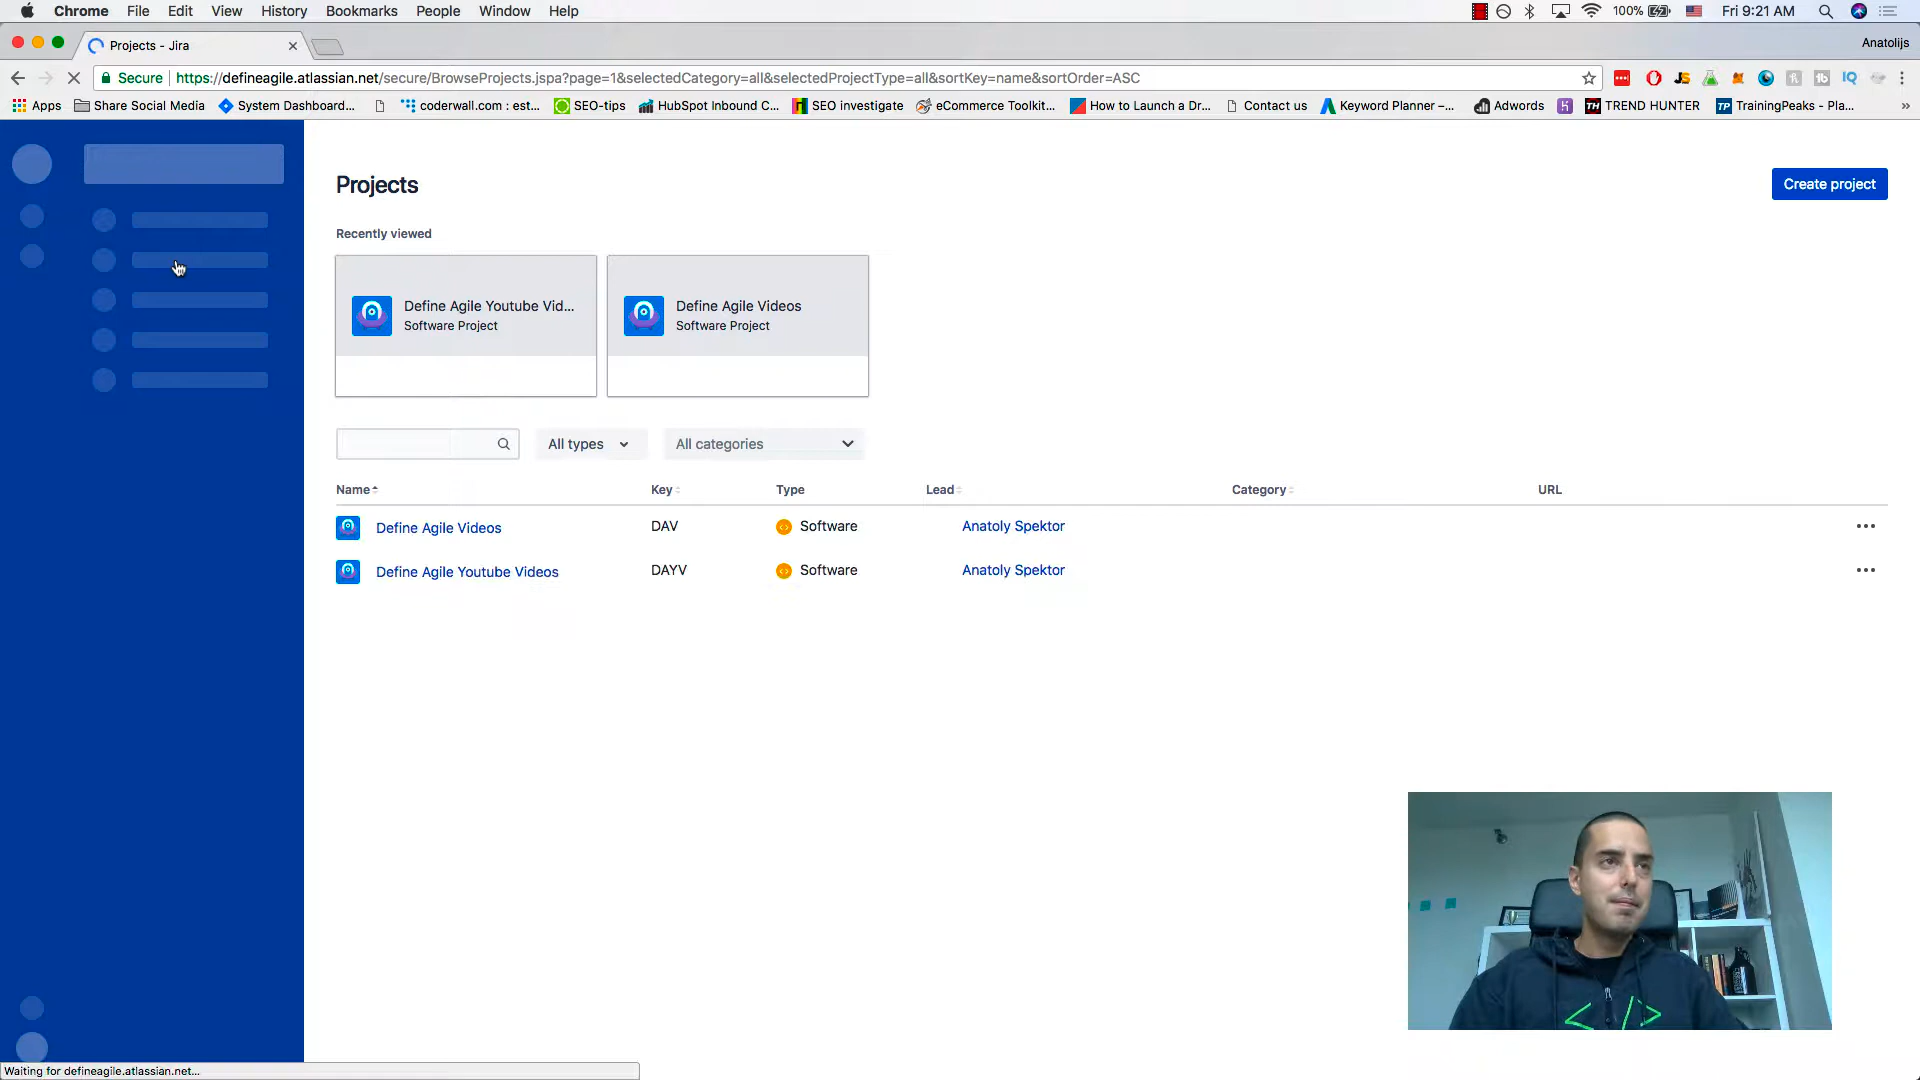 Chrome File Edit View History Bookmarks People Window Help 100% Fri 9:21 AM
Projects - Jira
Anatolijs
Secure https://defineagile.atlassian.net/secure/BrowseProjects.jspa?page=1&selectedCategory=all&selectedProjectType=all&sortKey=name&sortOrder=ASC
Apps Share Social Media System Dashboard... coderwall.com : est... SEO-tips HubSpot Inbound C... SEO investigate eCommerce Toolkit... How to Launch a Dr... Contact us Keyword Planner –... Adwords TREND HUNTER TrainingPeaks - Pla... »
Projects
Create project
Recently viewed
Define Agile Youtube Vid...
Software Project
Define Agile Videos
Software Project
All types
All categories
Name Key Type Lead Category URL
Define Agile Videos DAV Software Anatoly Spektor
Define Agile Youtube Videos DAYV Software Anatoly Spektor
Waiting for defineagile.atlassian.net...